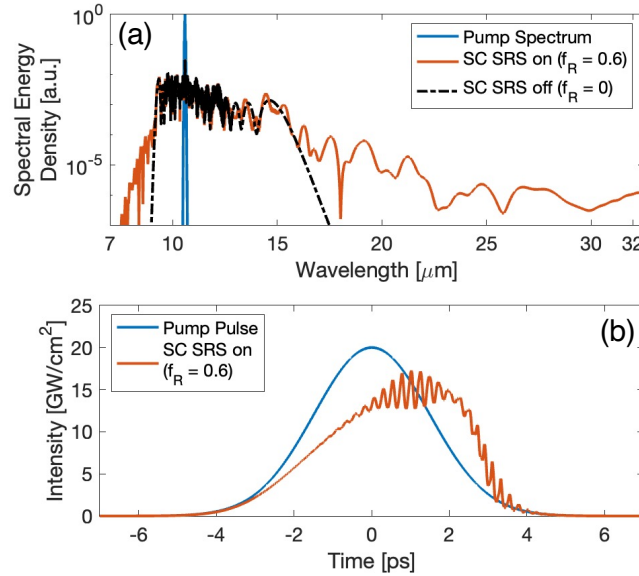 (a)
Pump Spectrum
SC SRS on (f_R = 0.6)
SC SRS off (f_R = 0)
10^0
10^-5
Spectral Energy
Density [a.u.]
7 10 15 20 25 30 32
Wavelength [μm]
(b)
Pump Pulse
SC SRS on
(f_R = 0.6)
25
20
15
10
5
0
Intensity [GW/cm^2]
-6 -4 -2 0 2 4 6
Time [ps]